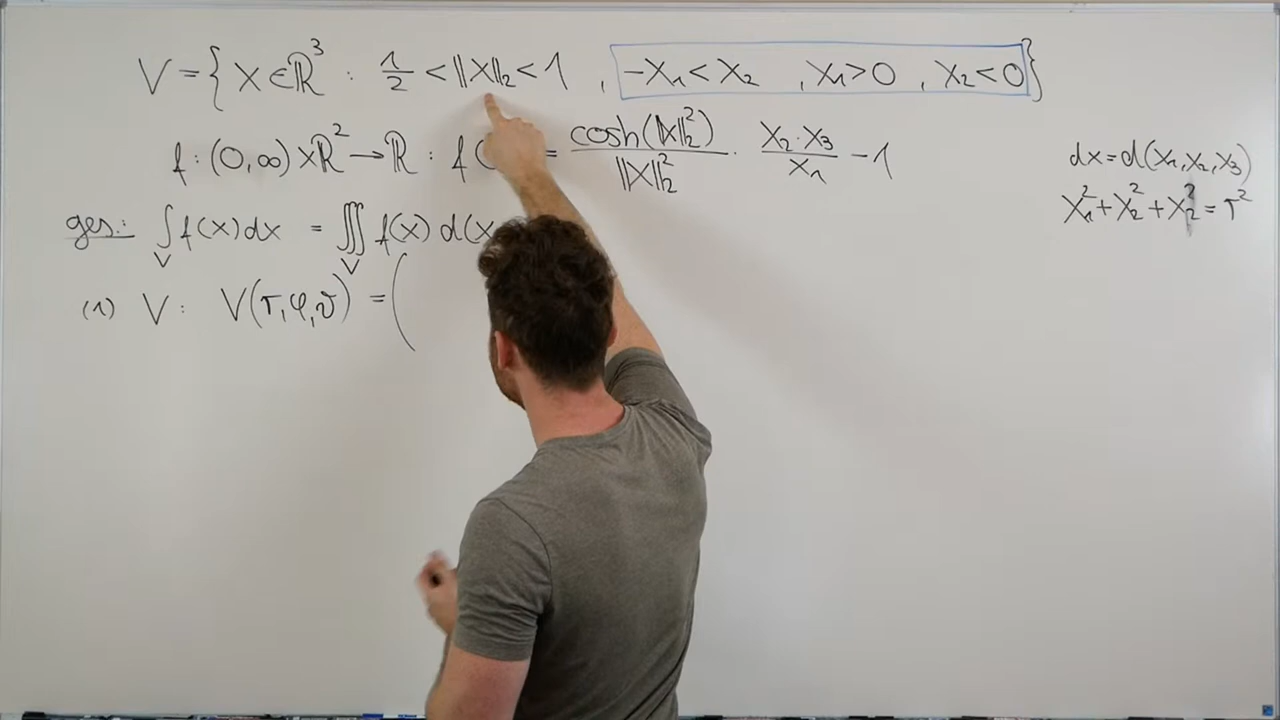 V = { X ∈ ℝ³ : 1/2 < ||X||₂ < 1 , -X₁ < X₂ , X₁ > 0 , X₂ < 0 }
f : (0,∞) x ℝ² → ℝ : f( = cosh(||X||₂²) / ||X||₂² · X₂·X₃ / X₁ - 1
dx = d(X₁,X₂,X₃)
X₁² + X₂² + X₂² = r²
ges.: ∫_V f(x) dx = ∭_V f(x) d(x
(1) V : V(r,φ,ϑ) = (